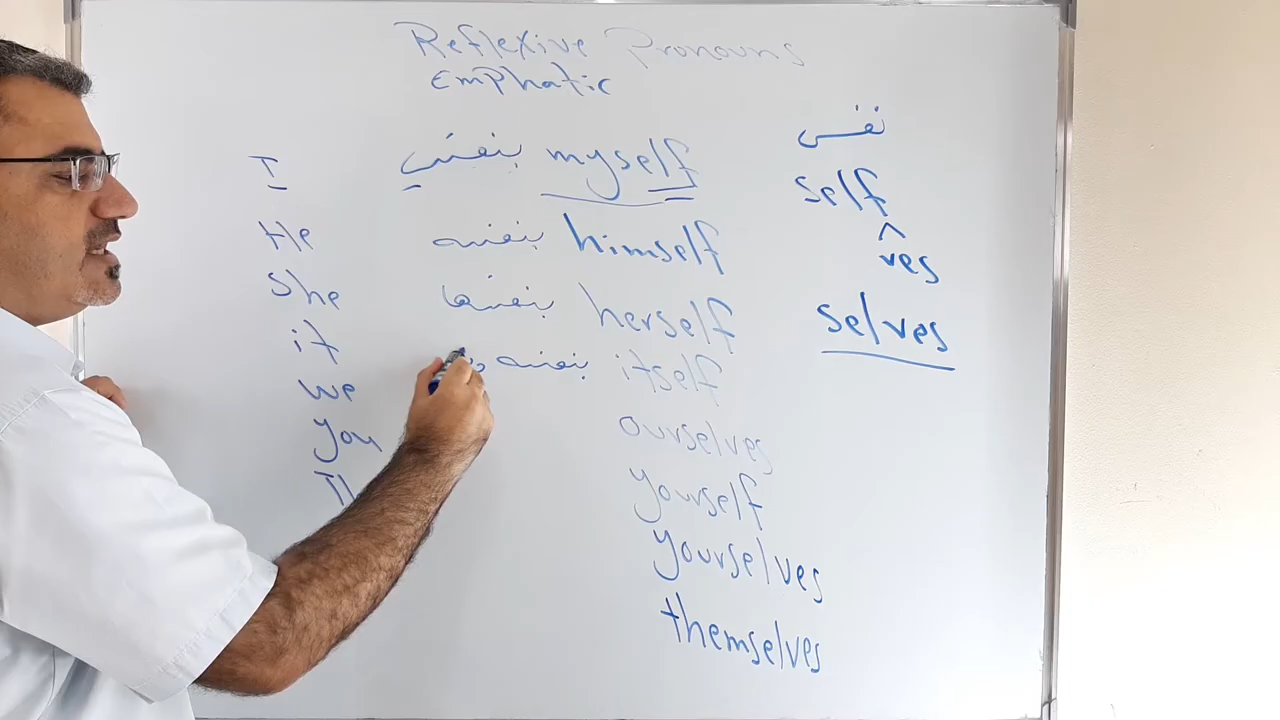 Reflexive Pronouns
Emphatic
نفس
I بنفسي myself self
He بنفسه himself ves
She بنفسها herself selves
it بنفسه itself
we ourselves
you yourself
yourselves
themselves